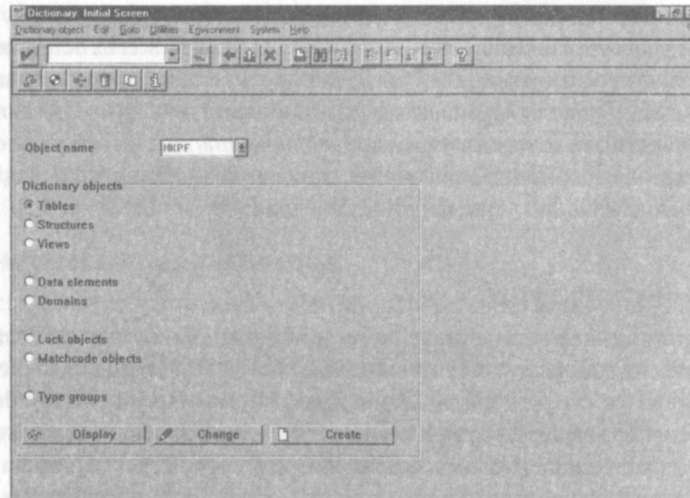 Dictionary: Initial Screen
Dictionary object Edit Goto Utilities Environment System Help
Object name MKPF
Dictionary objects
Tables
Structures
Views
Data elements
Domains
Lock objects
Matchcode objects
Type groups
Display Change Create